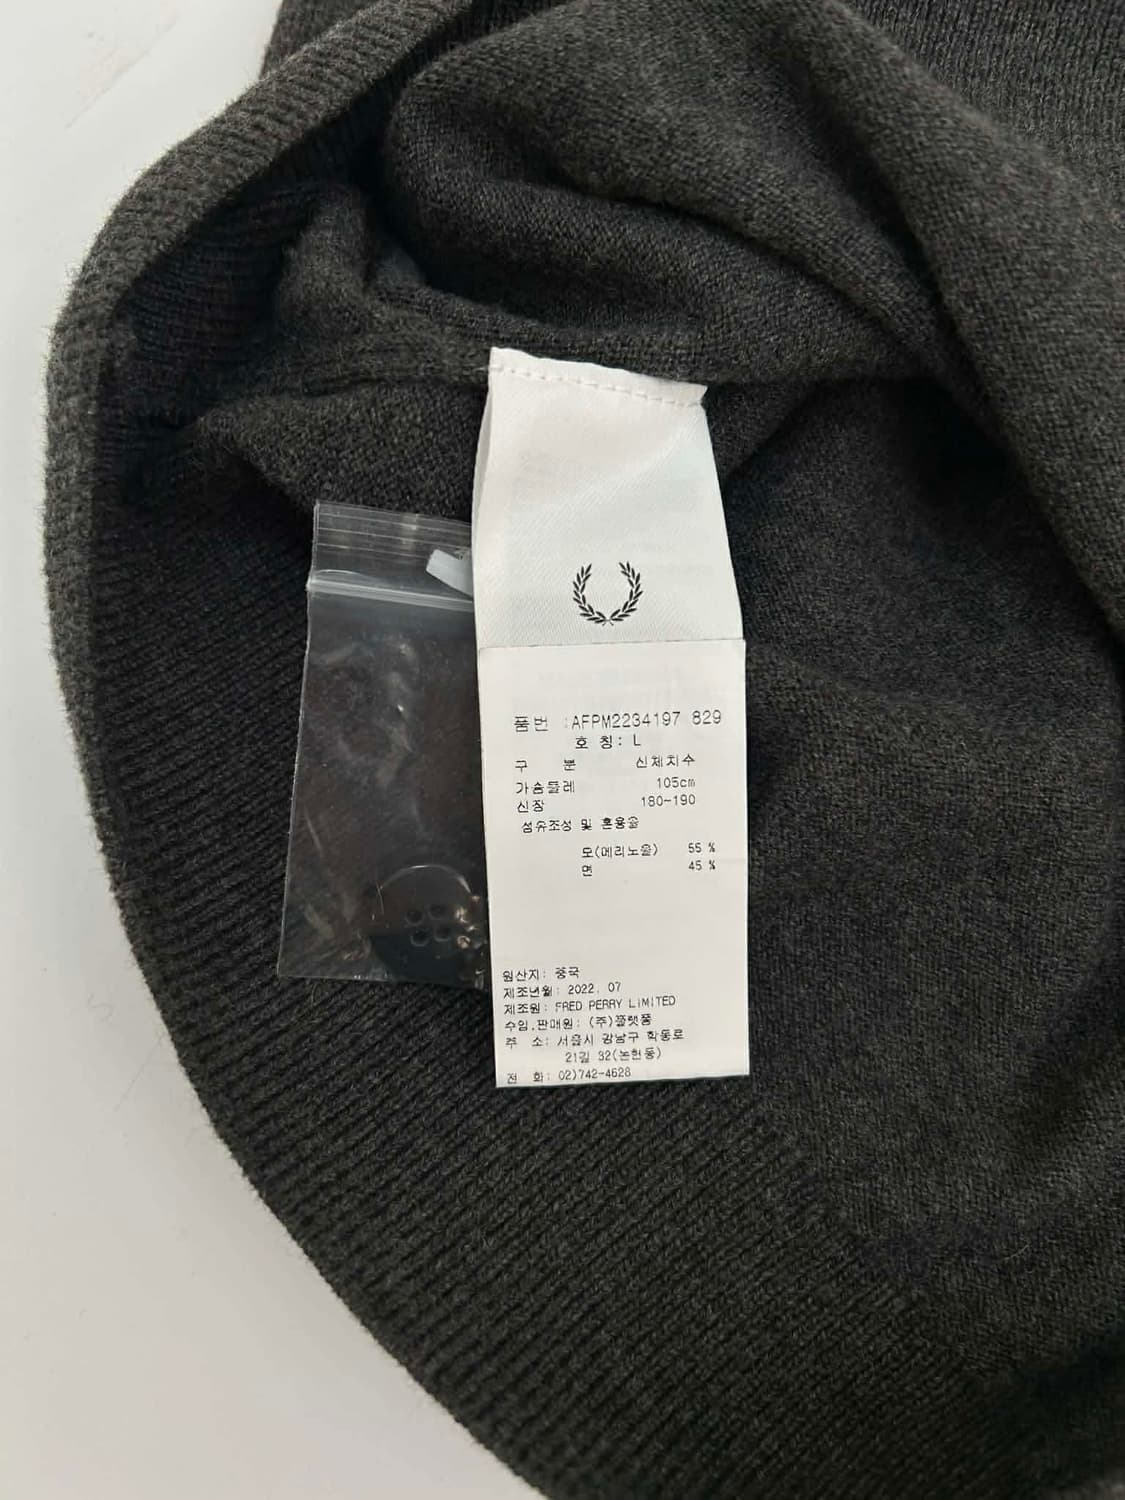 품번 :AFPM2234197 829
호 칭: L
구 분 신체치수
가슴둘레 105cm
신장 180-190
섬유조성 및 혼용율
모(메리노울) 55 %
면 45 %
원산지: 중국
제조년월: 2022. 07
제조원: FRED PERRY LIMITED
수입,판매원: (주)플랫폼
주 소: 서울시 강남구 학동로
21길 32(논현동)
전 화: 02)742-4628